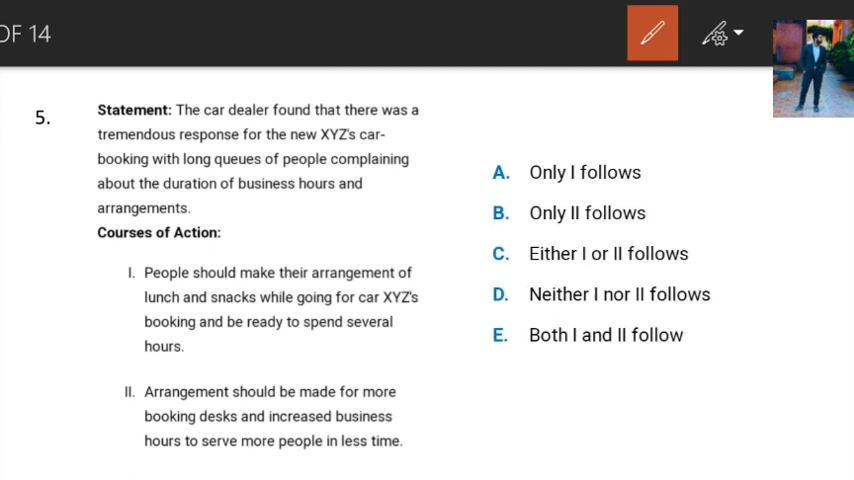 OF 14
5.
Statement: The car dealer found that there was a
tremendous response for the new XYZ's car-
booking with long queues of people complaining
about the duration of business hours and
arrangements.
Courses of Action:
I. People should make their arrangement of
lunch and snacks while going for car XYZ's
booking and be ready to spend several
hours.
II. Arrangement should be made for more
booking desks and increased business
hours to serve more people in less time.
A. Only I follows
B. Only II follows
C. Either I or II follows
D. Neither I nor II follows
E. Both I and II follow